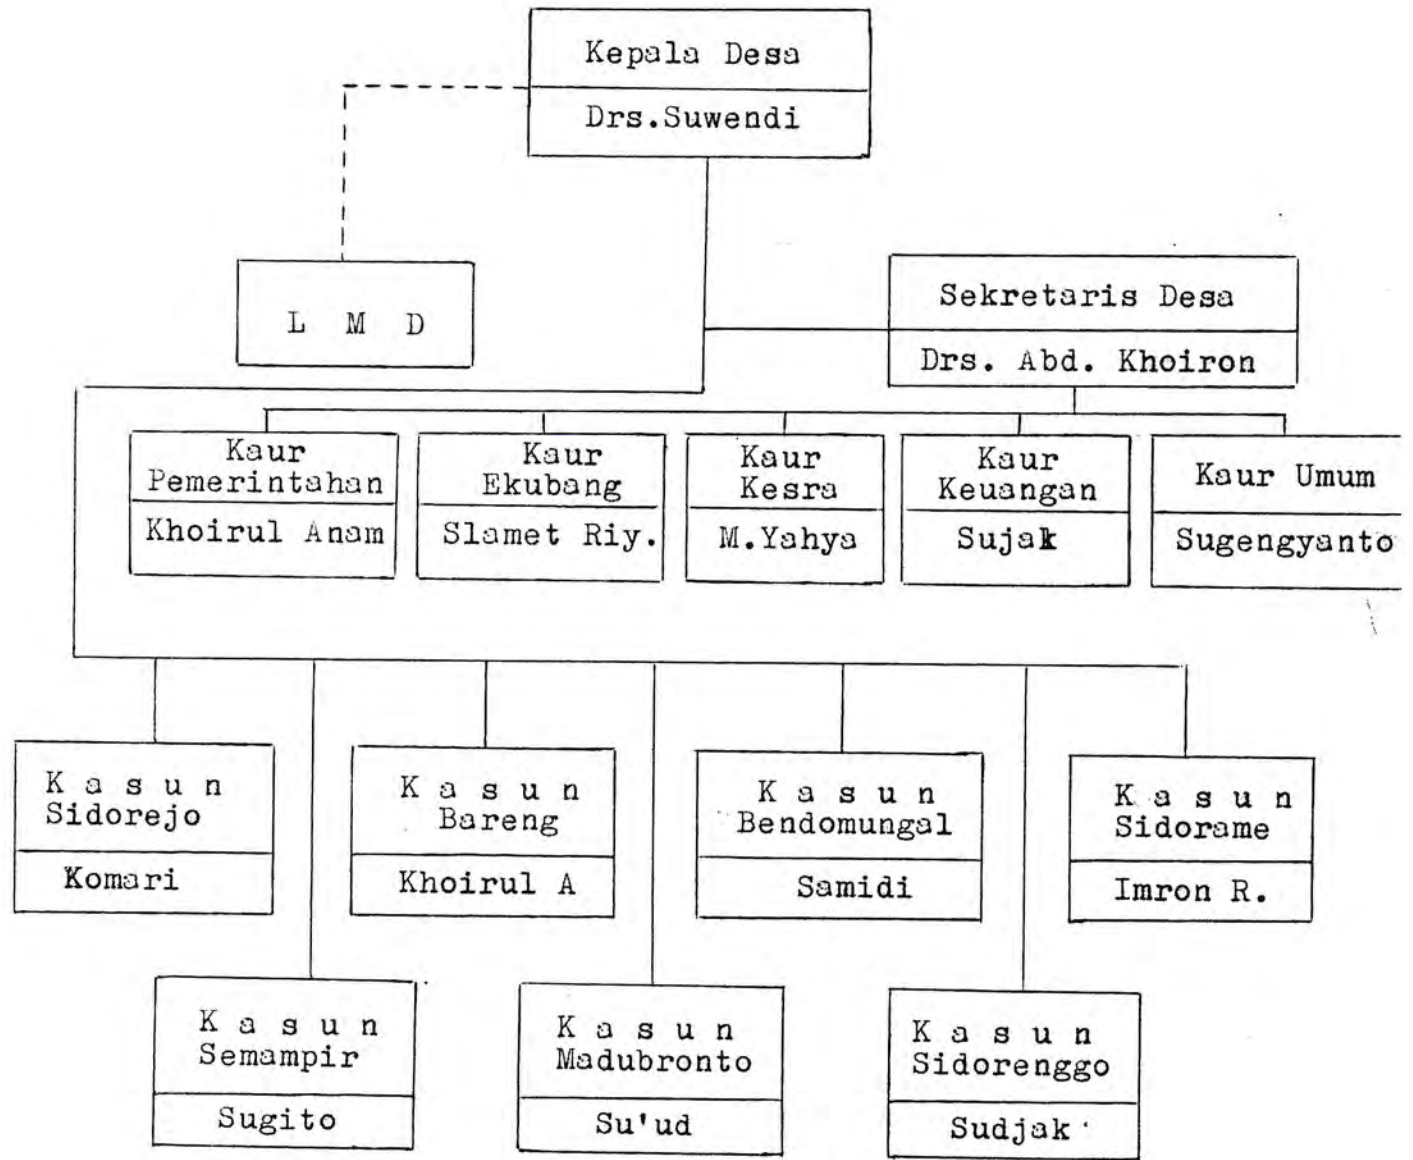 Kepala Desa
Drs.Suwendi
L M D
Sekretaris Desa
Drs. Abd. Khoiron
Kaur
Pemerintahan
Khoirul Anam
Kaur
Ekubang
Slamet Riy.
Kaur
Kesra
M.Yahya
Kaur
Keuangan
Sujak
Kaur Umum
Sugengyanto
K a s u n
Sidorejo
Komari
K a s u n
Bareng
Khoirul A
K a s u n
Bendomungal
Samidi
K a s u n
Sidorame
Imron R.
K a s u n
Semampir
Sugito
K a s u n
Madubronto
Su'ud
K a s u n
Sidorenggo
Sudjak